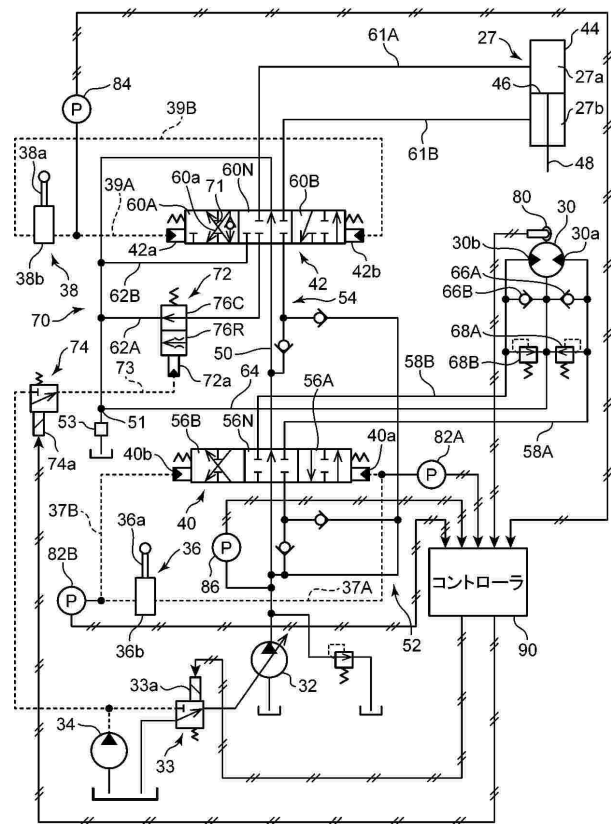 61A
27
44
27a
46
27b
84
P
39B
61B
48
38a
39A
60A
60a
71
60N
60B
80
30
30b
30a
38b
38
42a
42
42b
66A
66B
62B
72
54
70
76C
76R
68A
68B
74
62A
50
58B
73
72a
64
53
51
56B
56N
56A
58A
74a
40b
40a
82A
P
37B
40
36a
36
86
P
82B
P
37A
コントローラ
36b
52
90
33a
32
34
33